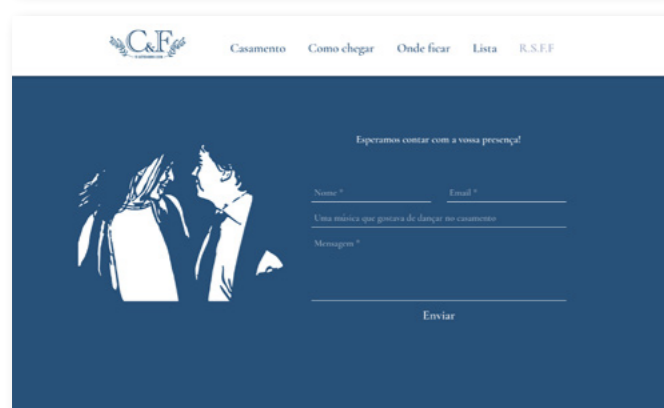 C&F
Casamento Como chegar Onde ficar Lista R.S.F.F
Esperamos contar com a vossa presença!
Nome * Email *
Uma música que gostava de dançar no casamento
Mensagem *
Enviar